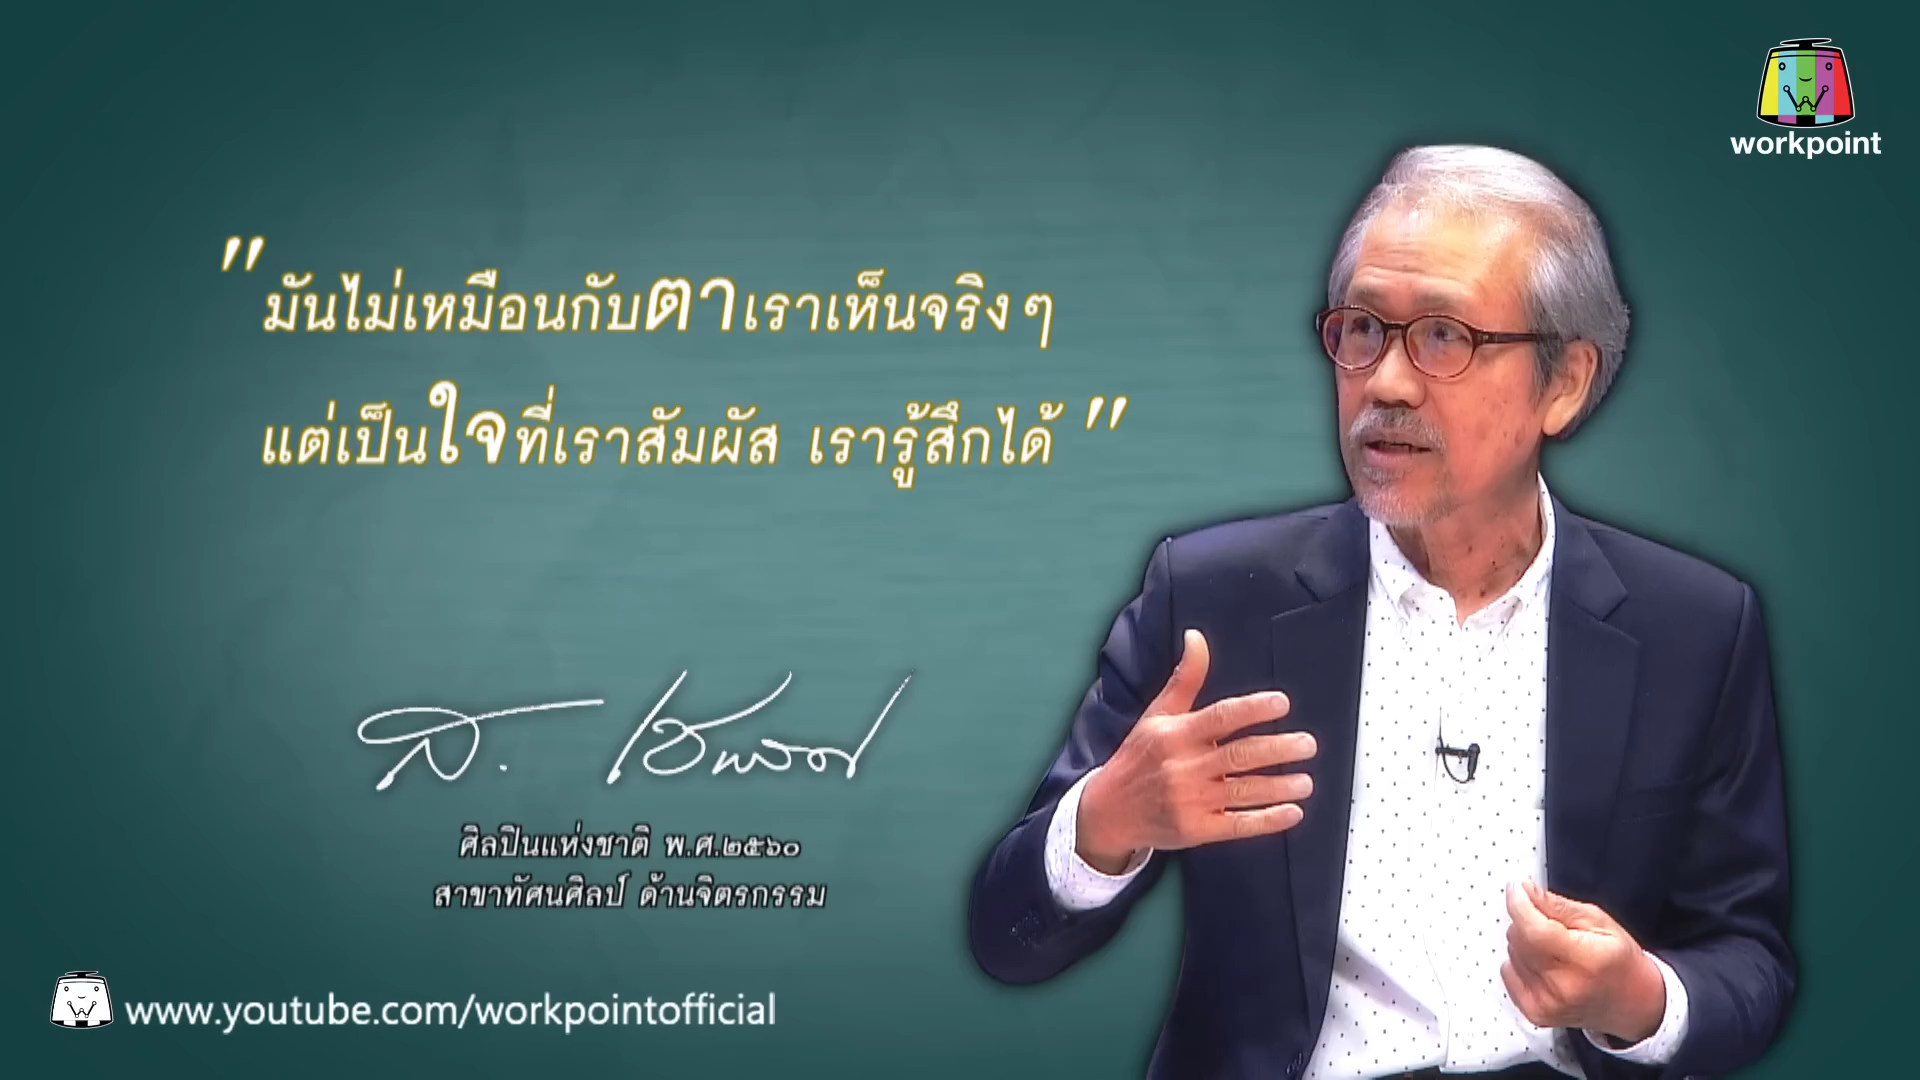 workpoint
"มันไม่เหมือนกับตาเราเห็นจริงๆ
แต่เป็นใจที่เราสัมผัส เรารู้สึกได้"
ศิลปินแห่งชาติ พ.ศ.๒๕๖๐
สาขาทัศนศิลป์ ด้านจิตรกรรม
www.youtube.com/workpointofficial